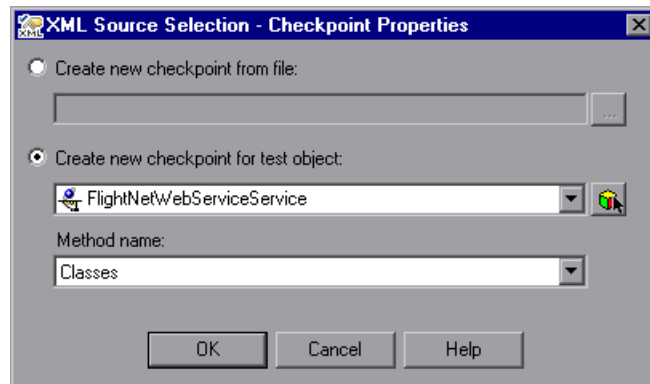 XML Source Selection - Checkpoint Properties
Create new checkpoint from file:
...
Create new checkpoint for test object:
FlightNetWebServiceService
Method name:
Classes
OK Cancel Help